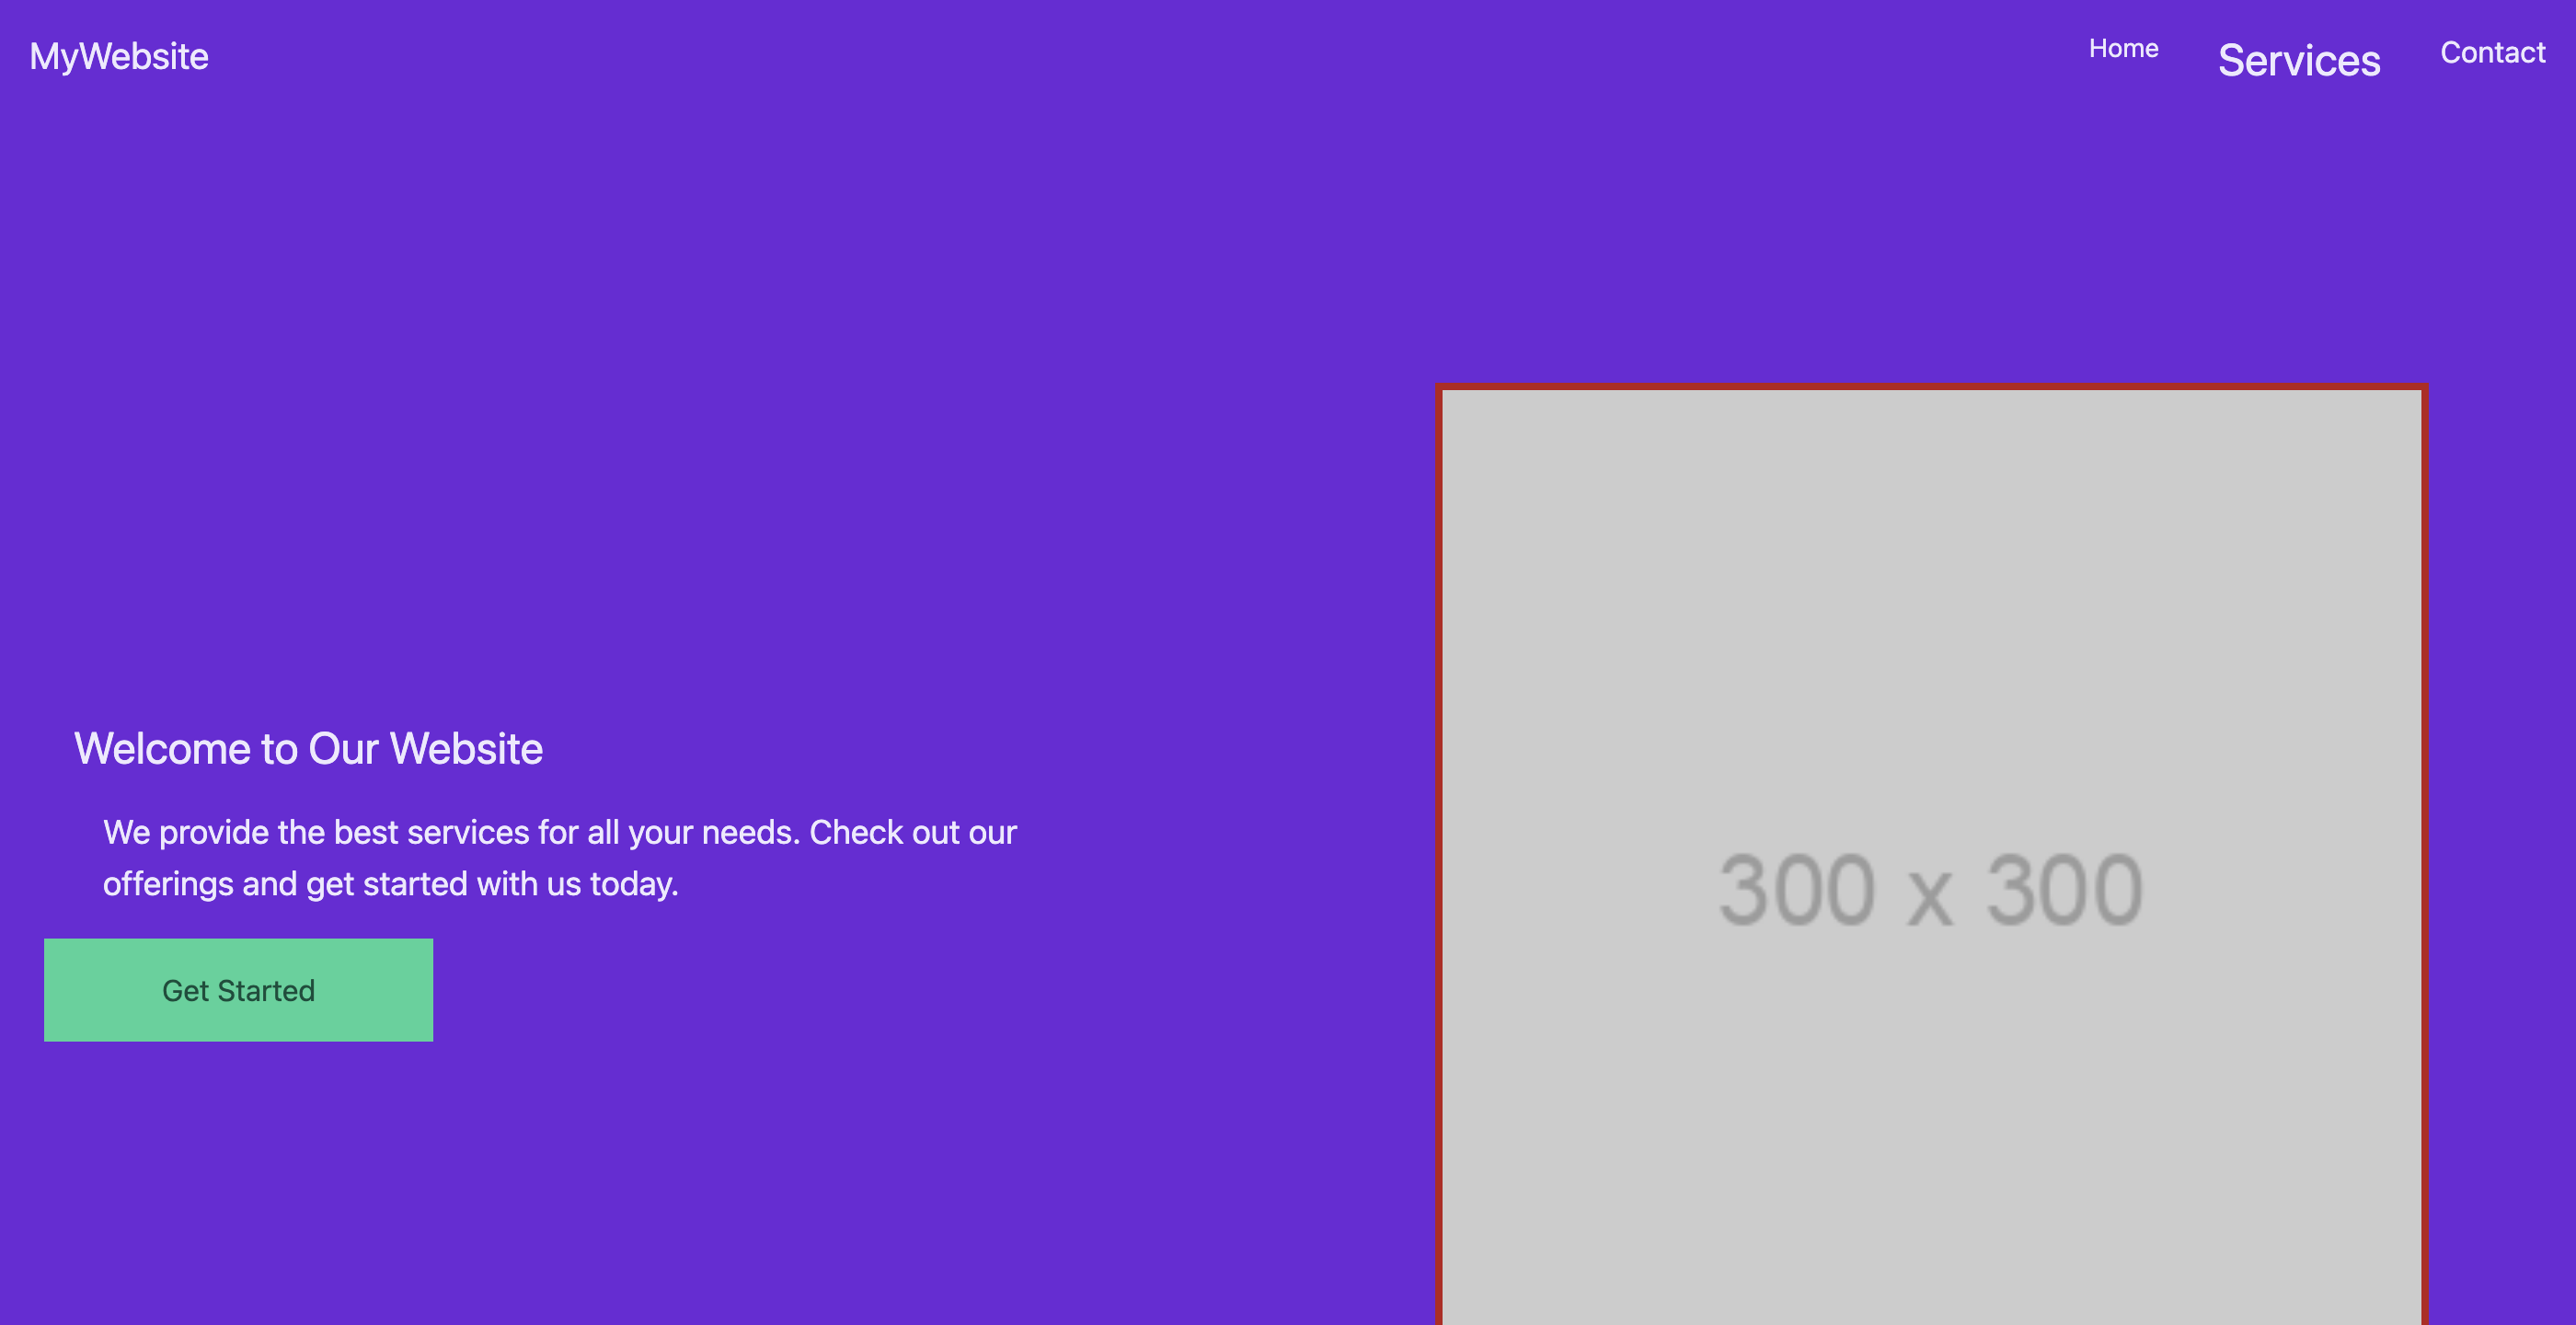 MyWebsite
Home
Services
Contact
Welcome to Our Website
We provide the best services for all your needs. Check out our
offerings and get started with us today.
Get Started
300 x 300